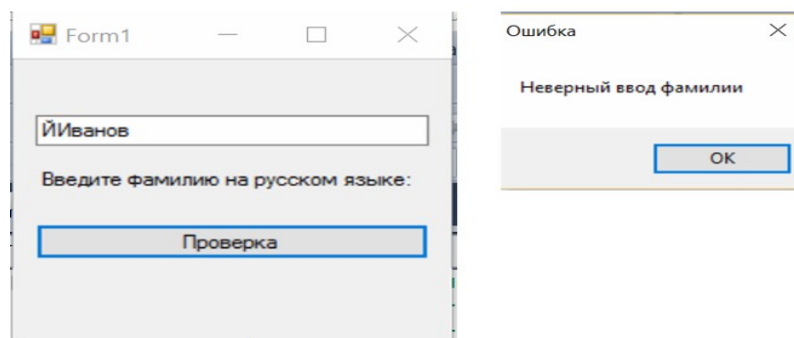 Form1
ЙИванов
Введите фамилию на русском языке:
Проверка
Ошибка
Неверный ввод фамилии
OK